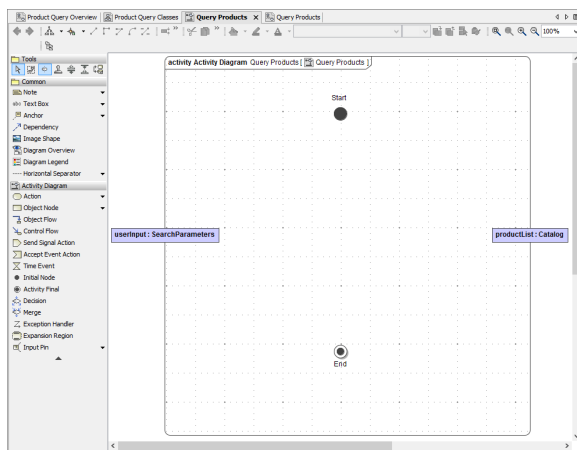 Product Query Overview
Product Query Classes
Query Products
Query Products
100%
Tools
Common
Note
Text Box
Anchor
Dependency
Image Shape
Diagram Overview
Diagram Legend
Horizontal Separator
Activity Diagram
Action
Object Node
Object Flow
Control Flow
Send Signal Action
Accept Event Action
Time Event
Initial Node
Activity Final
Decision
Merge
Exception Handler
Expansion Region
Input Pin
activity Activity Diagram Query Products [ Query Products ]
Start
userInput : SearchParameters
productList : Catalog
End